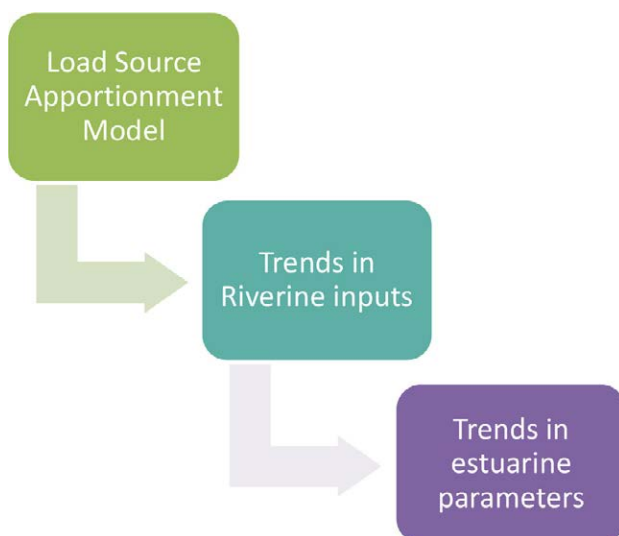 Load Source
Apportionment
Model
Trends in
Riverine inputs
Trends in
estuarine
parameters